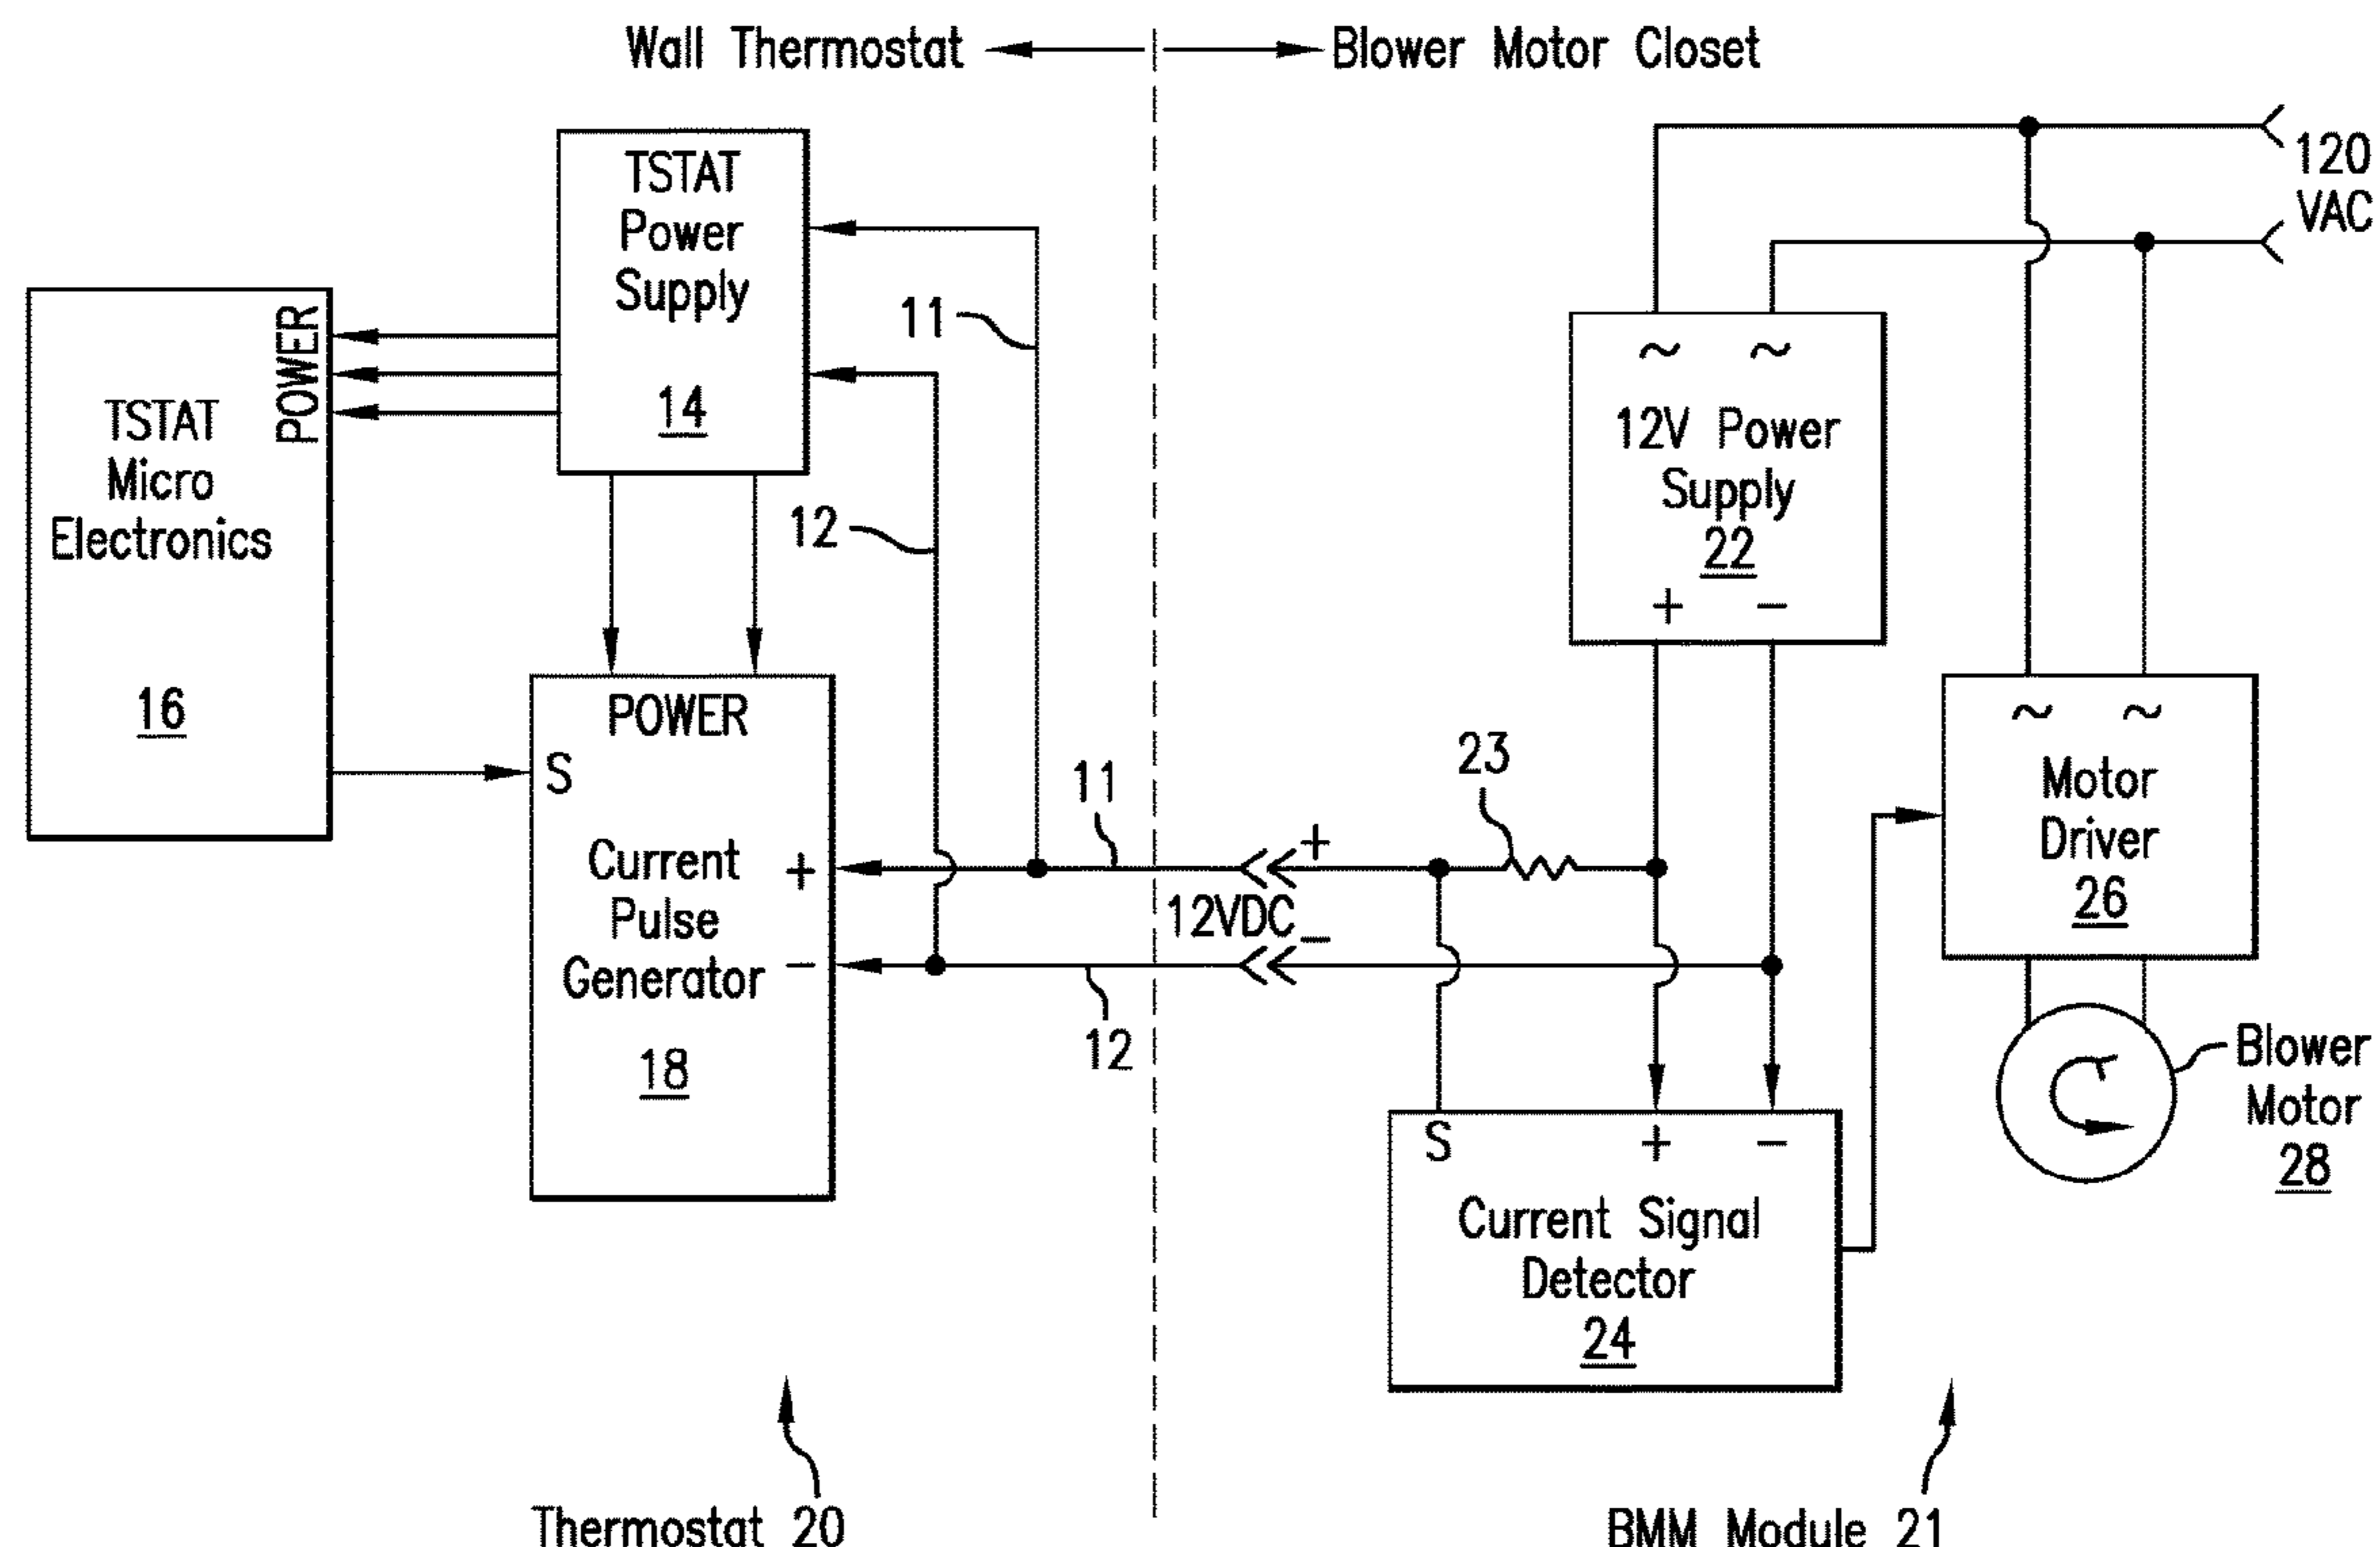 Wall Thermostat
Blower Motor Closet
120
VAC
TSTAT
Power
Supply
14
11
12
POWER
TSTAT
Micro
Electronics
16
~ ~
12V Power
Supply
22
+ −
POWER
S
Current
Pulse
Generator
18
+
−
11
12
+
12VDC
−
23
~ ~
Motor
Driver
26
S + −
Current Signal
Detector
24
Blower
Motor
28
Thermostat 20
BMM Module 21